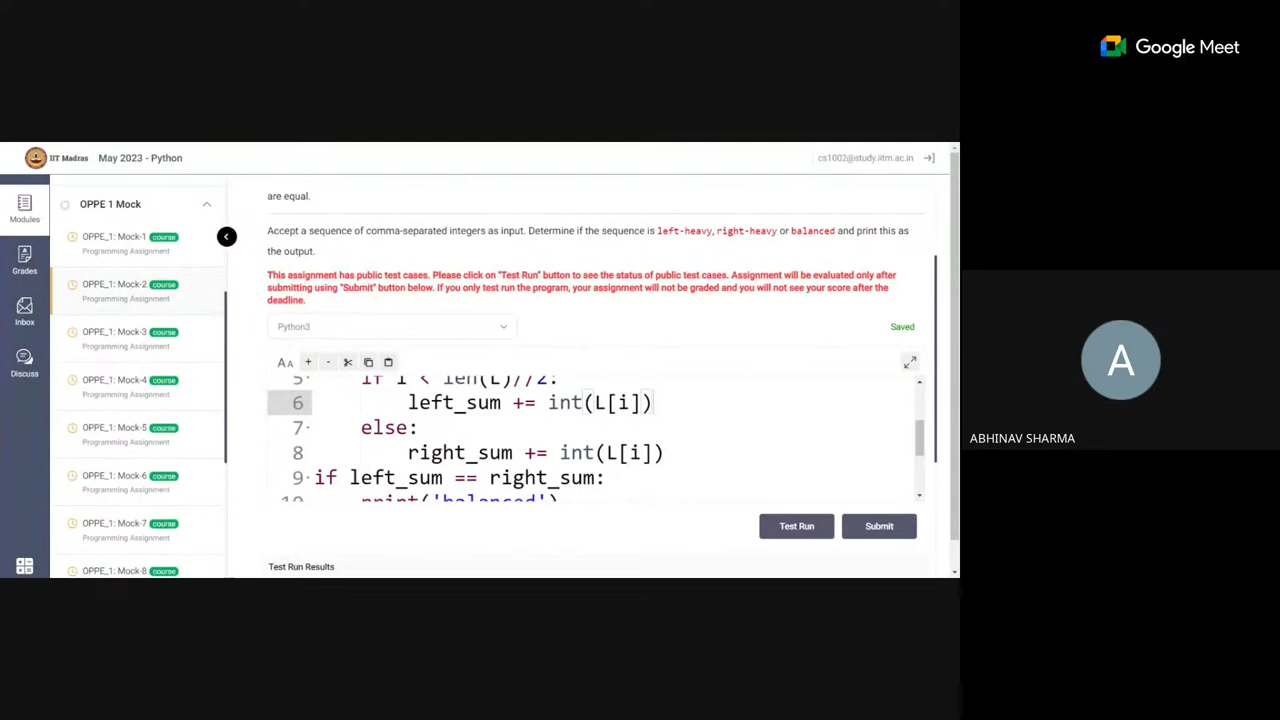 Google Meet
IIT Madras May 2023 - Python cs1002@study.iitm.ac.in
Modules
Grades
Inbox
Discuss
OPPE 1 Mock
OPPE_1: Mock-1 course
Programming Assignment
OPPE_1: Mock-2 course
Programming Assignment
OPPE_1: Mock-3 course
Programming Assignment
OPPE_1: Mock-4 course
Programming Assignment
OPPE_1: Mock-5 course
Programming Assignment
OPPE_1: Mock-6 course
Programming Assignment
OPPE_1: Mock-7 course
Programming Assignment
OPPE_1: Mock-8 course
are equal.
Accept a sequence of comma-separated integers as input. Determine if the sequence is left-heavy, right-heavy or balanced and print this as
the output.
This assignment has public test cases. Please click on "Test Run" button to see the status of public test cases. Assignment will be evaluated only after
submitting using "Submit" button below. If you only test run the program, your assignment will not be graded and you will not see your score after the
deadline.
Python3 Saved
AA + -
5 if i < len(L)//2:
6 left_sum += int(L[i])
7 else:
8 right_sum += int(L[i])
9 if left_sum == right_sum:
10 print('balanced')
Test Run Submit
Test Run Results
A
ABHINAV SHARMA